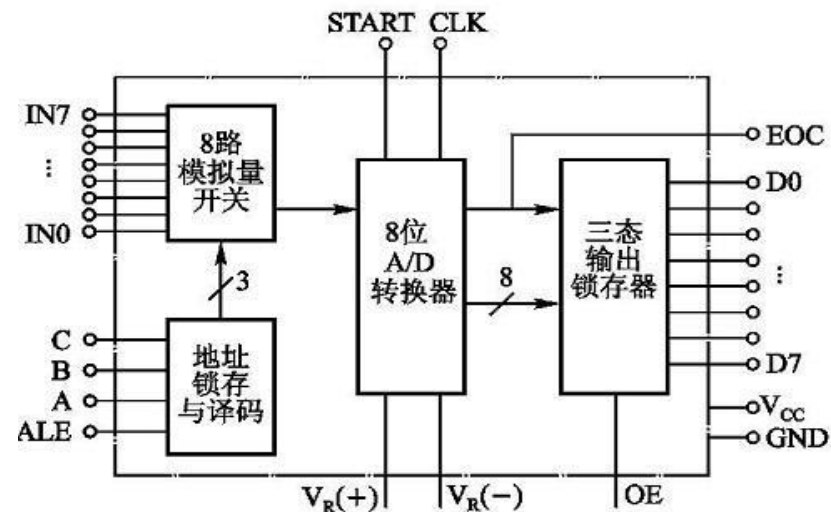 START CLK
IN7
⋮
IN0
8路
模拟量
开关
3
C
B
A
ALE
地址
锁存
与译码
8位
A/D
转换器
8
三态
输出
锁存器
EOC
D0
⋮
D7
VCC
GND
VR(+)
VR(−)
OE